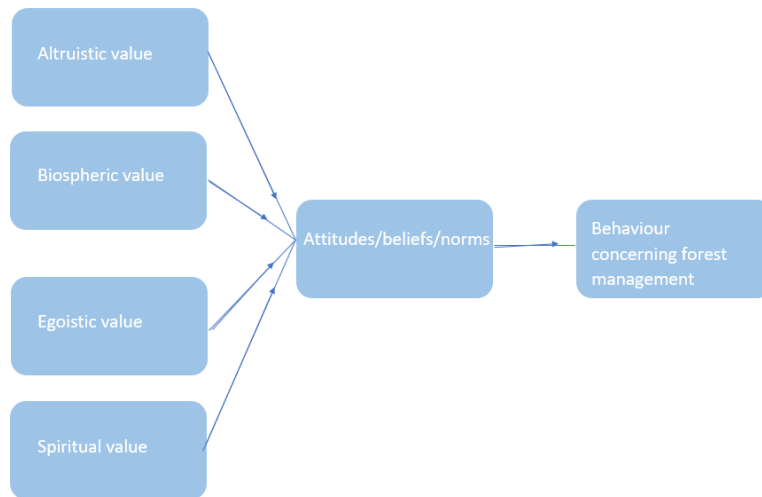 Altruistic value
Biospheric value
Egoistic value
Spiritual value
Attitudes/beliefs/norms
Behaviour
concerning forest
management